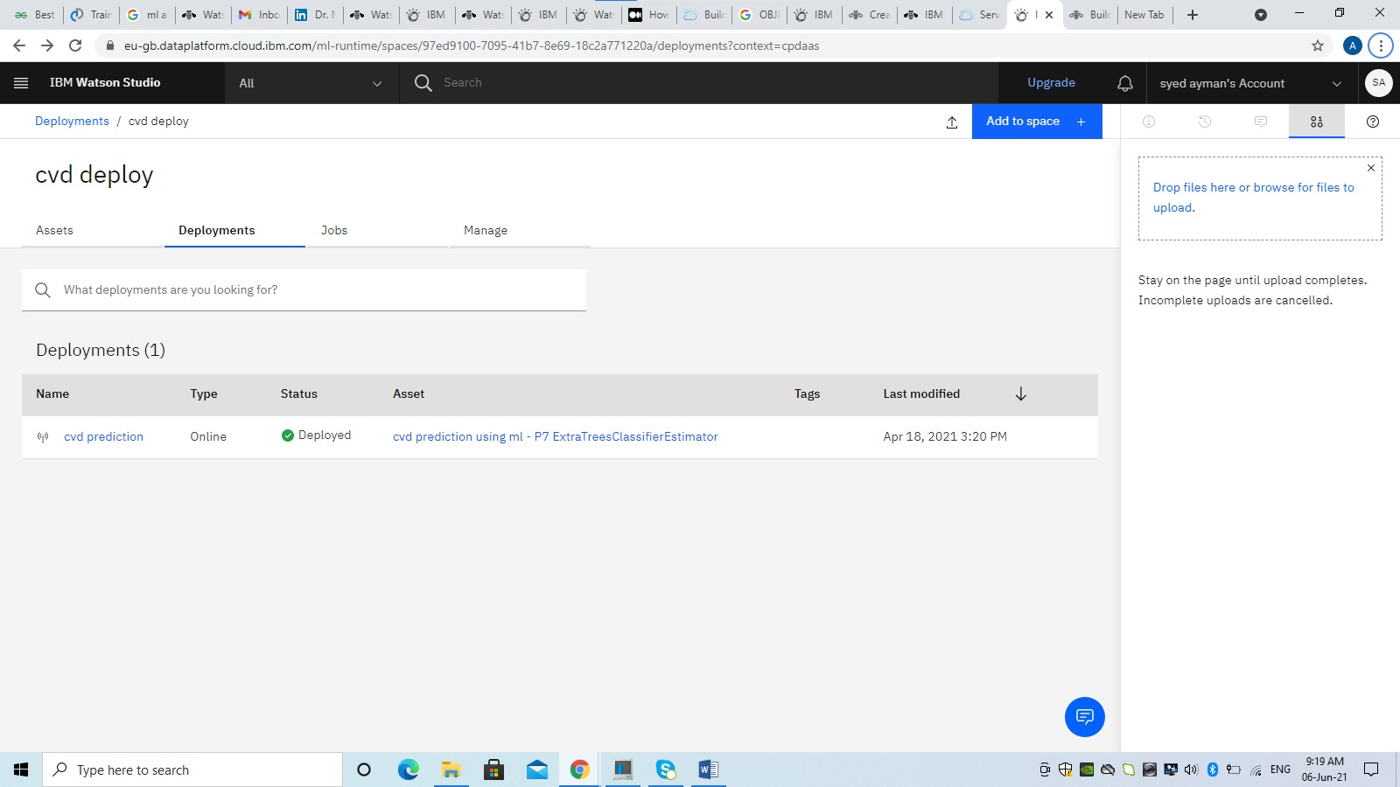 Best
Train
ml a
Wats
Inbo
Dr. N
Wats
IBM
Wats
IBM
Wats
How
Build
OBJI
IBM
Crea
IBM
Serv
I
Build
New Tab
eu-gb.dataplatform.cloud.ibm.com/ml-runtime/spaces/97ed9100-7095-41b7-8e69-18c2a771220a/deployments?context=cpdaas
A
IBM Watson Studio
All
Search
Upgrade
syed ayman's Account
SA
Deployments / cvd deploy
Add to space +
cvd deploy
Assets
Deployments
Jobs
Manage
What deployments are you looking for?
Deployments (1)
Name Type Status Asset Tags Last modified
cvd prediction Online Deployed cvd prediction using ml - P7 ExtraTreesClassifierEstimator Apr 18, 2021 3:20 PM
Drop files here or browse for files to
upload.
Stay on the page until upload completes.
Incomplete uploads are cancelled.
Type here to search
ENG
9:19 AM
06-Jun-21